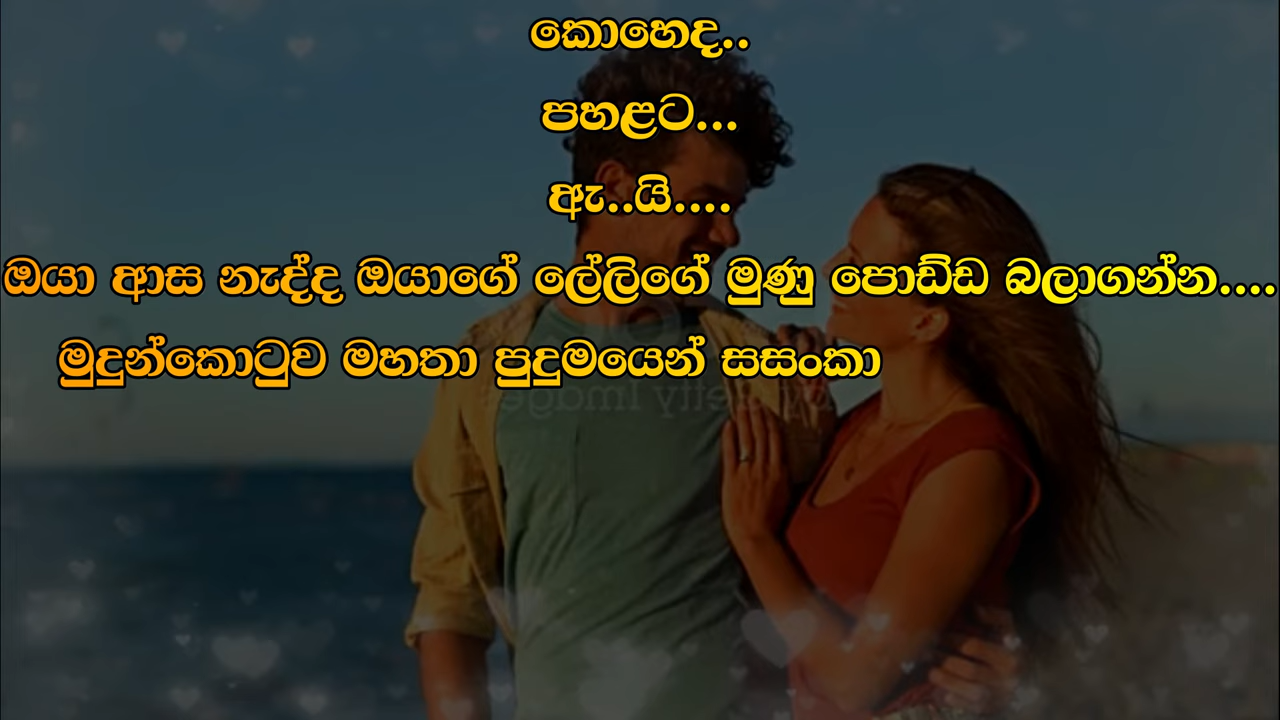 කොහෙද..
පහළට...
ඇ..යි....
ඔයා ආස නැද්ද ඔයාගේ ලේලිගේ මුණු පොඩ්ඩ බලාගන්න....
මුදුන්කොටුව මහතා පුදුමයෙන් සසංකා